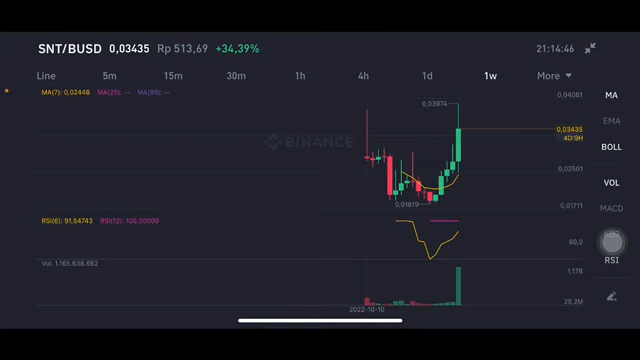 SNT/BUSD 0,03435 Rp 513,69 +34,39% 21:14:46
Line 5m 15m 30m 1h 4h 1d 1w More
MA(7): 0,02448 MA(25): -- MA(99): --
0,04081
MA
0,03974
EMA
0,03435
4D:9H
BINANCE
BOLL
0,02501
VOL
0,01819
0,01711
MACD
RSI(6): 91,54743 RSI(12): 100,00000
60,0
RSI
Vol: 1.165.638.662
1,17B
29,2M
2022-10-10